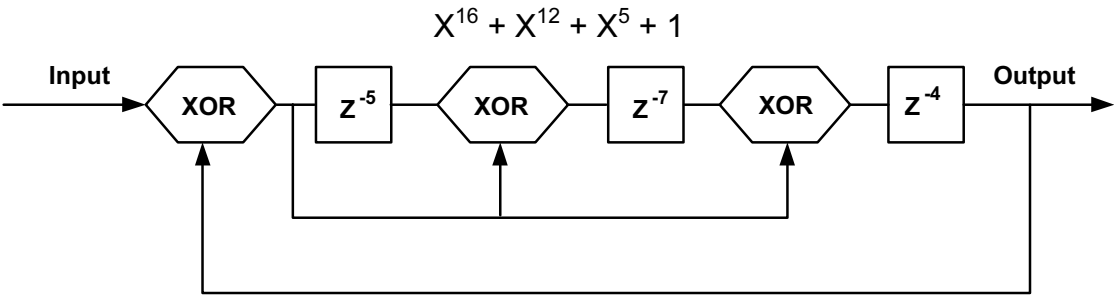 X¹⁶ + X¹² + X⁵ + 1
Input
XOR
Z⁻⁵
XOR
Z⁻⁷
XOR
Z⁻⁴
Output